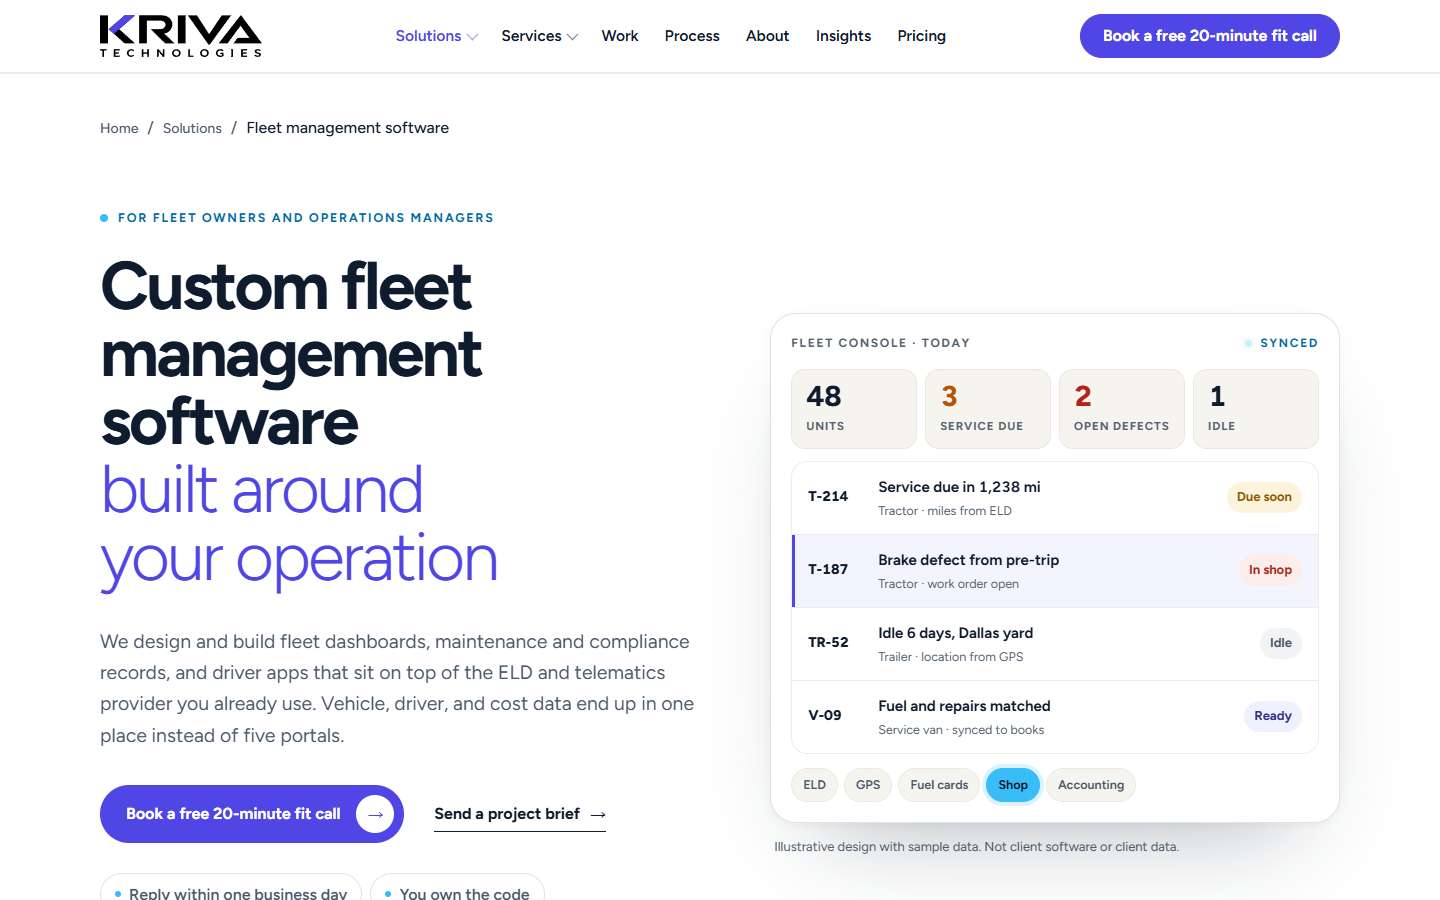 KRIVA
TECHNOLOGIES
Solutions
Services
Work
Process
About
Insights
Pricing
Book a free 20-minute fit call
Home / Solutions / Fleet management software
FOR FLEET OWNERS AND OPERATIONS MANAGERS
Custom fleet
management
software
built around
your operation
We design and build fleet dashboards, maintenance and compliance
records, and driver apps that sit on top of the ELD and telematics
provider you already use. Vehicle, driver, and cost data end up in one
place instead of five portals.
Book a free 20-minute fit call →
Send a project brief →
Reply within one business day
You own the code
FLEET CONSOLE · TODAY
SYNCED
48
UNITS
3
SERVICE DUE
2
OPEN DEFECTS
1
IDLE
T-214
Service due in 1,238 mi
Tractor · miles from ELD
Due soon
T-187
Brake defect from pre-trip
Tractor · work order open
In shop
TR-52
Idle 6 days, Dallas yard
Trailer · location from GPS
Idle
V-09
Fuel and repairs matched
Service van · synced to books
Ready
ELD
GPS
Fuel cards
Shop
Accounting
Illustrative design with sample data. Not client software or client data.